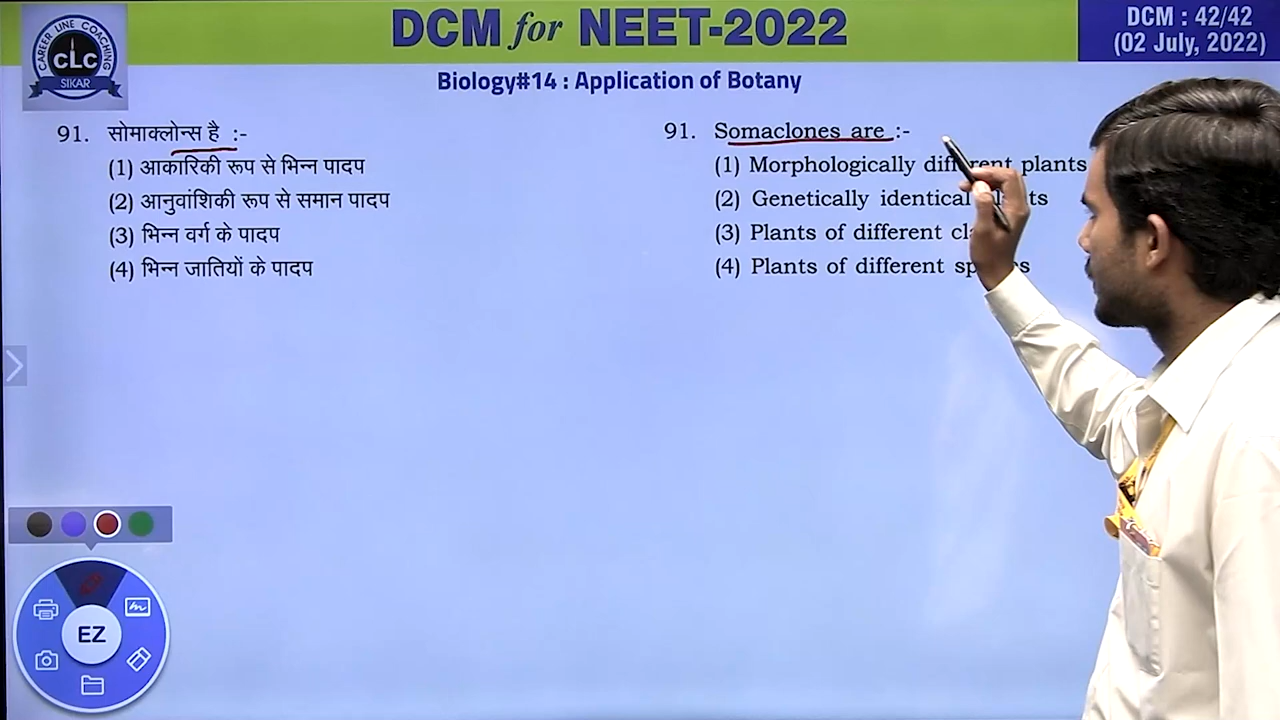 DCM for NEET-2022
DCM : 42/42
(02 July, 2022)
CAREER LINE COACHING
CLC
SIKAR
Biology#14 : Application of Botany
91. सोमाक्लोन्स है :-
(1) आकारिकी रूप से भिन्न पादप
(2) आनुवांशिकी रूप से समान पादप
(3) भिन्न वर्ग के पादप
(4) भिन्न जातियों के पादप
91. Somaclones are :-
(1) Morphologically different plants
(2) Genetically identical
(3) Plants of different
(4) Plants of different
EZ